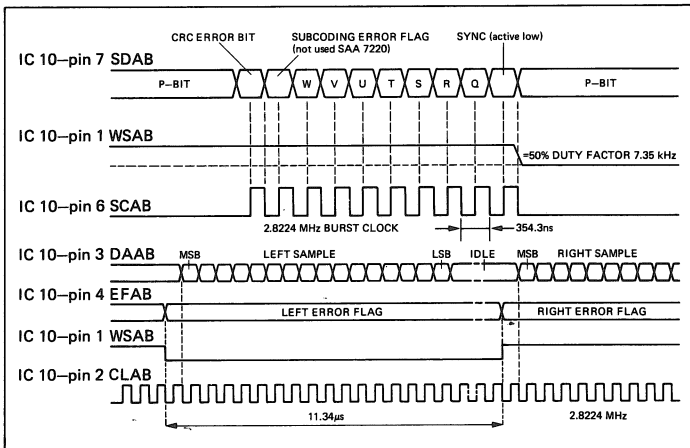 CRC ERROR BIT
SUBCODING ERROR FLAG
(not used SAA 7220)
SYNC (active low)
IC 10—pin 7 SDAB
P—BIT
W V U T S R Q
P—BIT
IC 10—pin 1 WSAB
=50% DUTY FACTOR 7.35 kHz
IC 10—pin 6 SCAB
2.8224 MHz BURST CLOCK
354.3ns
IC 10—pin 3 DAAB
MSB LEFT SAMPLE LSB IDLE MSB RIGHT SAMPLE
IC 10—pin 4 EFAB
LEFT ERROR FLAG
RIGHT ERROR FLAG
IC 10—pin 1 WSAB
IC 10—pin 2 CLAB
11.34μs
2.8224 MHz